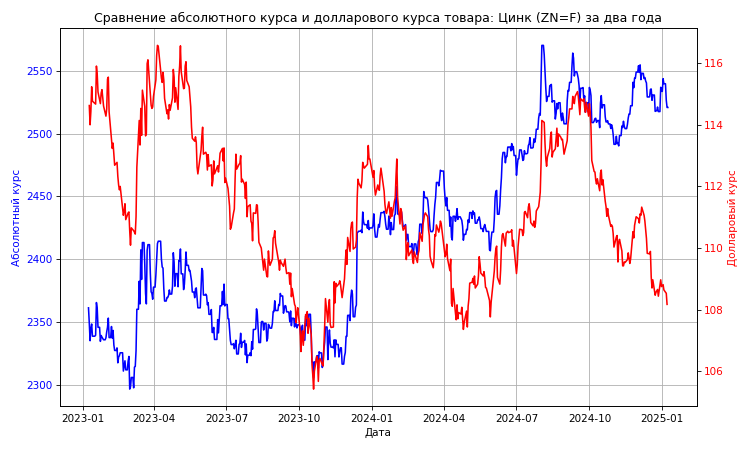 Сравнение абсолютного курса и долларового курса товара: Цинк (ZN=F) за два года
2550
2500
2450
2400
2350
2300
Абсолютный курс
116
114
112
110
108
106
Долларовый курс
2023-01 2023-04 2023-07 2023-10 2024-01 2024-04 2024-07 2024-10 2025-01
Дата